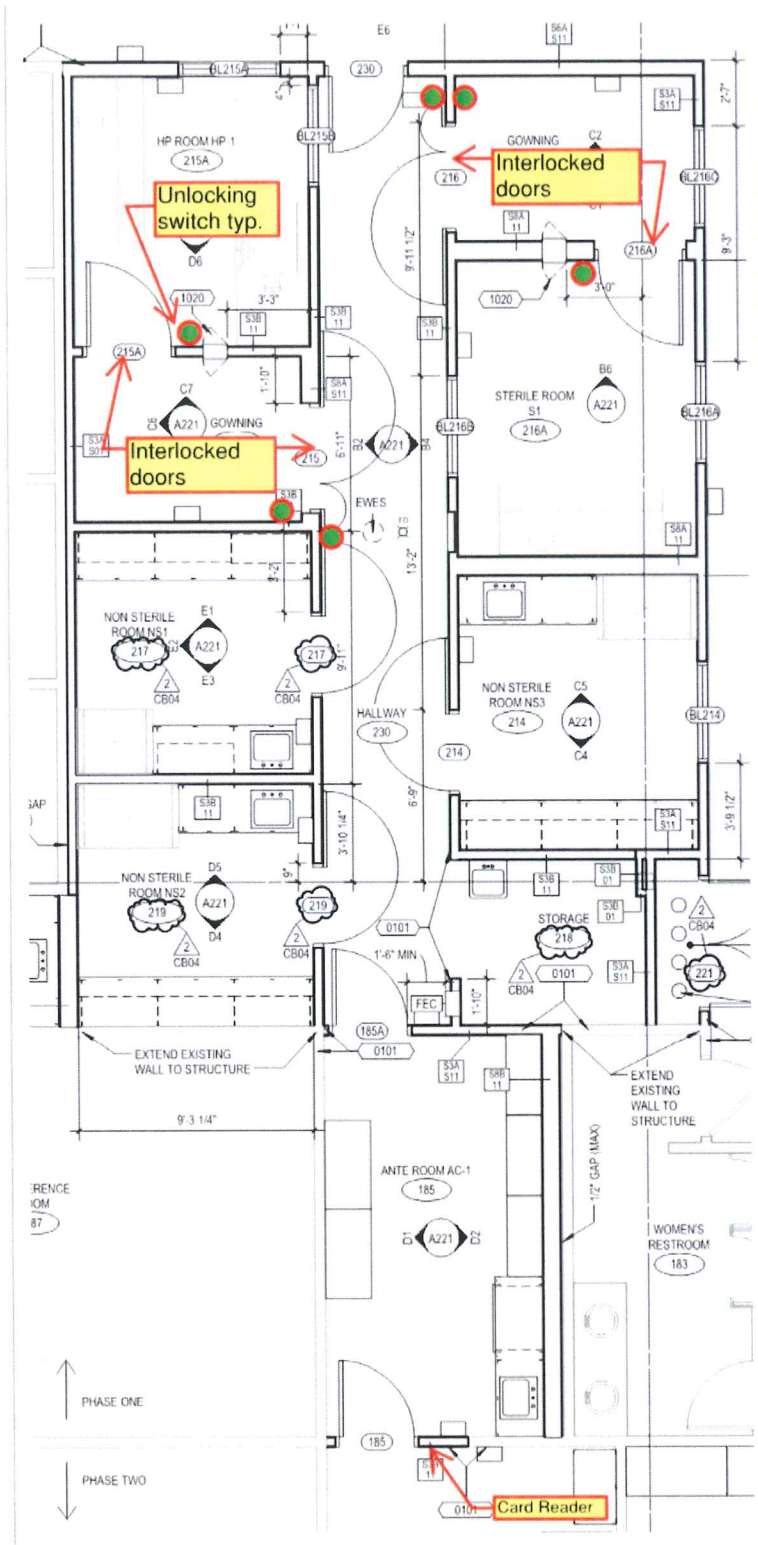 E6
S6A
S11
BL215A
230
4"
2'-7"
S3A
S11
HP ROOM HP 1
215A
BL215B
GOWNING
C2
Interlocked
doors
216
BL216C
Unlocking
switch typ.
D6
S8A
11
9'-11 1/2"
216A
9'-3"
1020
3'-3"
1020
3'-0"
S3B
11
S3B
11
215A
1'-10"
S8A
S11
C7
C6
A221
GOWNING
STERILE ROOM
S1
216A
B6
A221
BL216A
BL216B
6'-11"
B2
A221
B4
S3A
Interlocked
doors
215
S3B
EWES
S8A
11
13'-2"
3'-2"
NON STERILE
ROOM NS1
217
E1
E2
A221
E3
217
2
CB04
2
CB04
9'-11"
NON STERILE
ROOM NS3
214
C5
A221
C4
BL214
HALLWAY
230
214
6'-9"
GAP
S3B
11
3'-10 1/4"
S3A
S11
3'-9 1/2"
9"
NON STERILE
ROOM NS2
219
D5
A221
D4
219
2
CB04
2
CB04
S3B
11
S3B
01
S3B
01
0101
STORAGE
218
2
CB04
0101
2
CB04
221
1'-6" MIN
FEC
1'-10"
S3A
S11
185A
0101
EXTEND EXISTING
WALL TO STRUCTURE
S3A
S11
S8B
11
EXTEND
EXISTING
WALL TO
STRUCTURE
9'-3 1/4"
1/2" GAP (MAX)
ANTE ROOM AC-1
185
D1
A221
D2
87
WOMEN'S
RESTROOM
183
PHASE ONE
185
PHASE TWO
0101
Card Reader